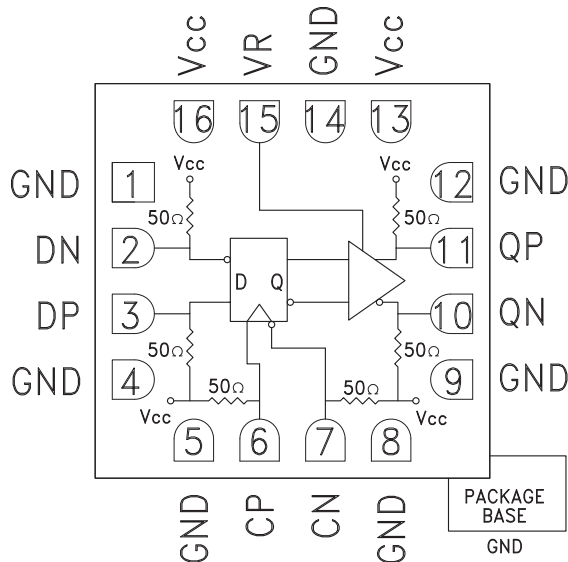 Vcc VR GND Vcc
16 15 14 13
Vcc Vcc
GND 1 12 GND
50Ω 50Ω
DN 2 11 QP
D Q
DP 3 10 QN
50Ω 50Ω
GND 4 9 GND
50Ω 50Ω
Vcc Vcc
5 6 7 8
GND CP CN GND
PACKAGE
BASE
GND